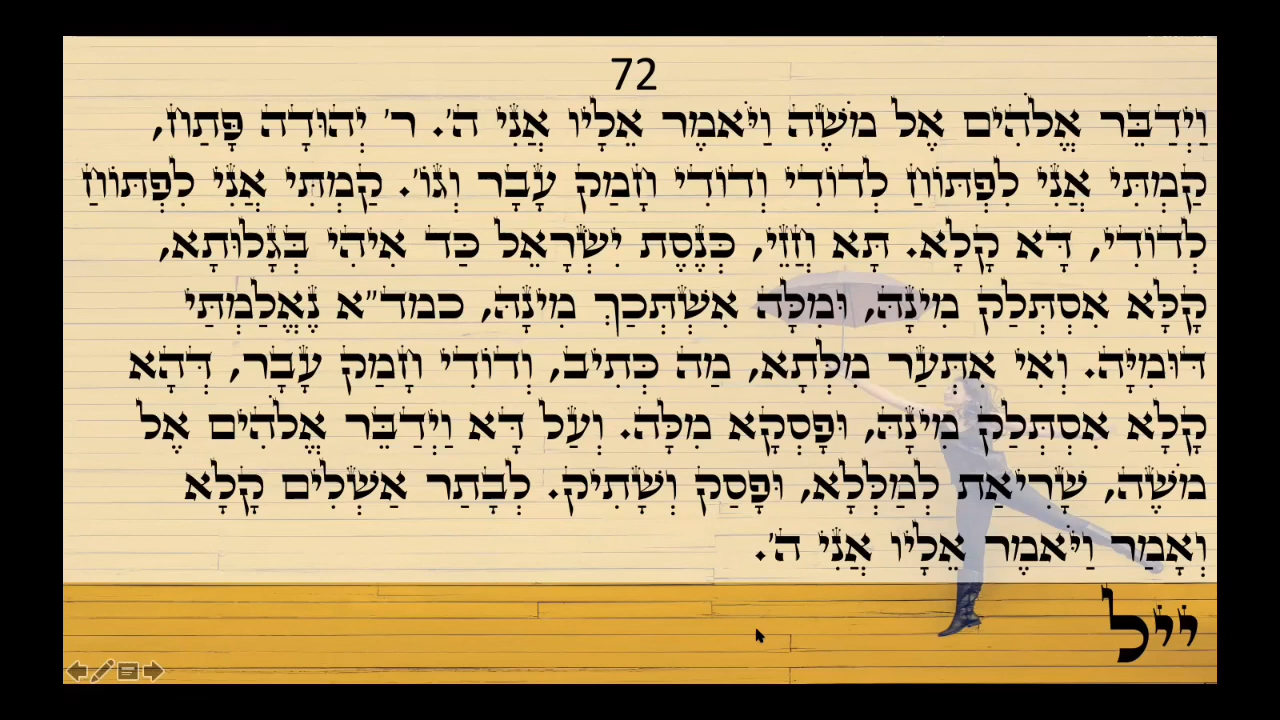 72
וַיְדַבֵּר אֱלֹהִים אֶל מֹשֶׁה וַיֹּאמֶר אֵלָיו אֲנִי ה'. ר' יְהוּדָה פָּתַח,
קַמְתִּי אֲנִי לִפְתּוֹחַ לְדוֹדִי וְדוֹדִי חָמַק עָבָר וְגוֹ'. קַמְתִּי אֲנִי לִפְתּוֹחַ
לְדוֹדִי, דָּא קָלָא. תָּא וְחֲזֵי, כְּנֶסֶת יִשְׂרָאֵל כַּד אִיהִי בְּגָלוּתָא,
קָלָּא אִסְתְּלַק מִינָהּ, וּמִלָּה אִשְׁתְּכַךְ מִינָהּ, כמד"א נֶאֱלַמְתַּי
דּוּמִיָּה. וְאִי אִתְּעַר מִלְּתָא, מַה כְּתִיב, וְדוֹדִי חָמַק עָבָר, דְּהָא
קָלָא אִסְתְּלַק מִינָהּ, וּפָּסְקָא מִלָּה. וְעַל דָּא וַיְדַבֵּר אֱלֹהִים אֶל
מֹשֶׁה, שָׁרִיאַת לְמַלְּלָא, וּפָּסַק וְשָׁתִיק. לְבָתַר אַשְׁלִים קָלָא
וְאָמַר וַיֹּאמֶר אֵלָיו אֲנִי ה'.
ייל